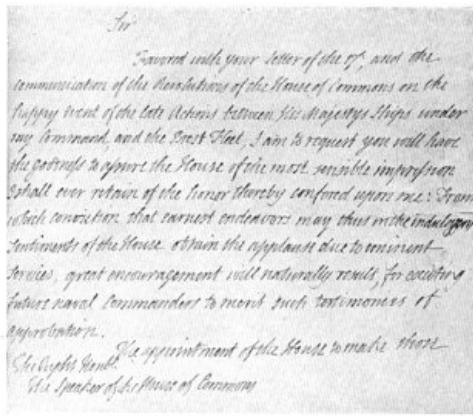 Sir
Favored with your letter of the 7th, and the
communication of the Resolutions of the House of Commons on the
happy event of the late Actions between His Majestys Ships under
my Command, and the Brest Fleet, I am to request you will have
the goodness to assure the House of the most sensible impression
I shall ever retain of the honor thereby confered upon me: From
which conviction that earnest endeavors may thus in the indulgent
sentiments of the House obtain the applause due to eminent
Services, great encouragement will naturally result, for exciting
future naval Commanders to merit such testimonies of
approbation.
The appointment of the House to make those
The Right Honble
The Speaker of the House of Commons